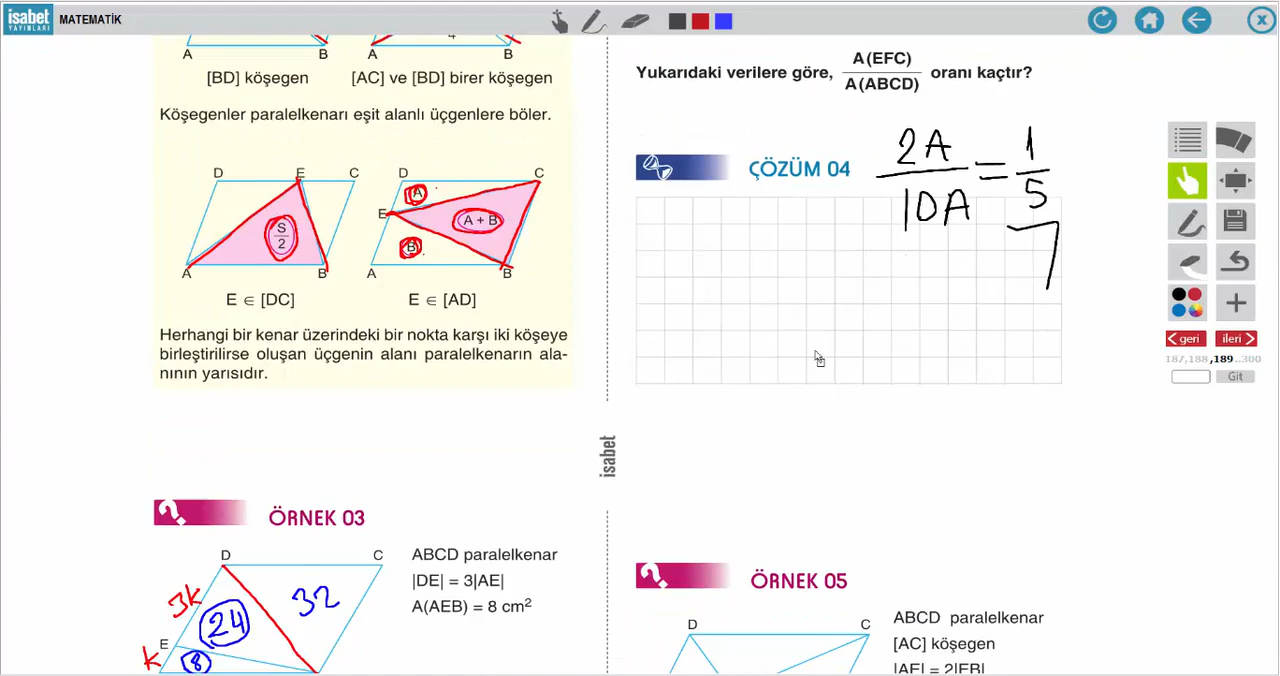 isabet
YAYINLARI
MATEMATİK
A B A B
4
[BD] köşegen
[AC] ve [BD] birer köşegen
Köşegenler paralelkenarı eşit alanlı üçgenlere böler.
D E C
S
2
A B
E ∈ [DC]
D C
A
E
A + B
B
A B
E ∈ [AD]
Herhangi bir kenar üzerindeki bir nokta karşı iki köşeye
birleştirilirse oluşan üçgenin alanı paralelkenarın ala-
nının yarısıdır.
?
ÖRNEK 03
D C
3k
24
32
E
k
8
ABCD paralelkenar
|DE| = 3|AE|
A(AEB) = 8 cm²
isabet
Yukarıdaki verilere göre, A(EFC) / A(ABCD) oranı kaçtır?
ÇÖZÜM 04
2A / 10A = 1 / 5
?
ÖRNEK 05
D C
ABCD paralelkenar
[AC] köşegen
|AE| = 2|EB|
geri
ileri
187,188,189..300
Git